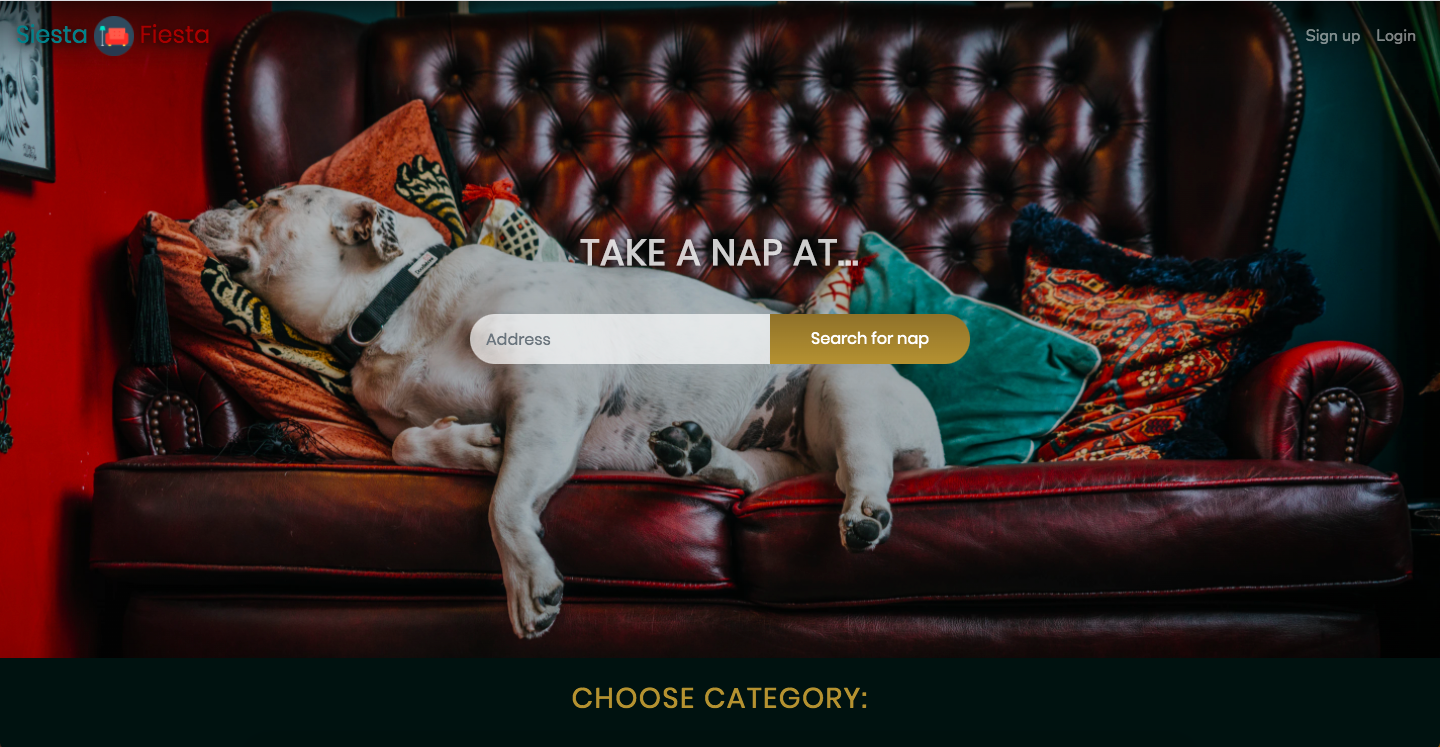 Siesta Fiesta
Sign up Login
TAKE A NAP AT...
Address Search for nap
CHOOSE CATEGORY: